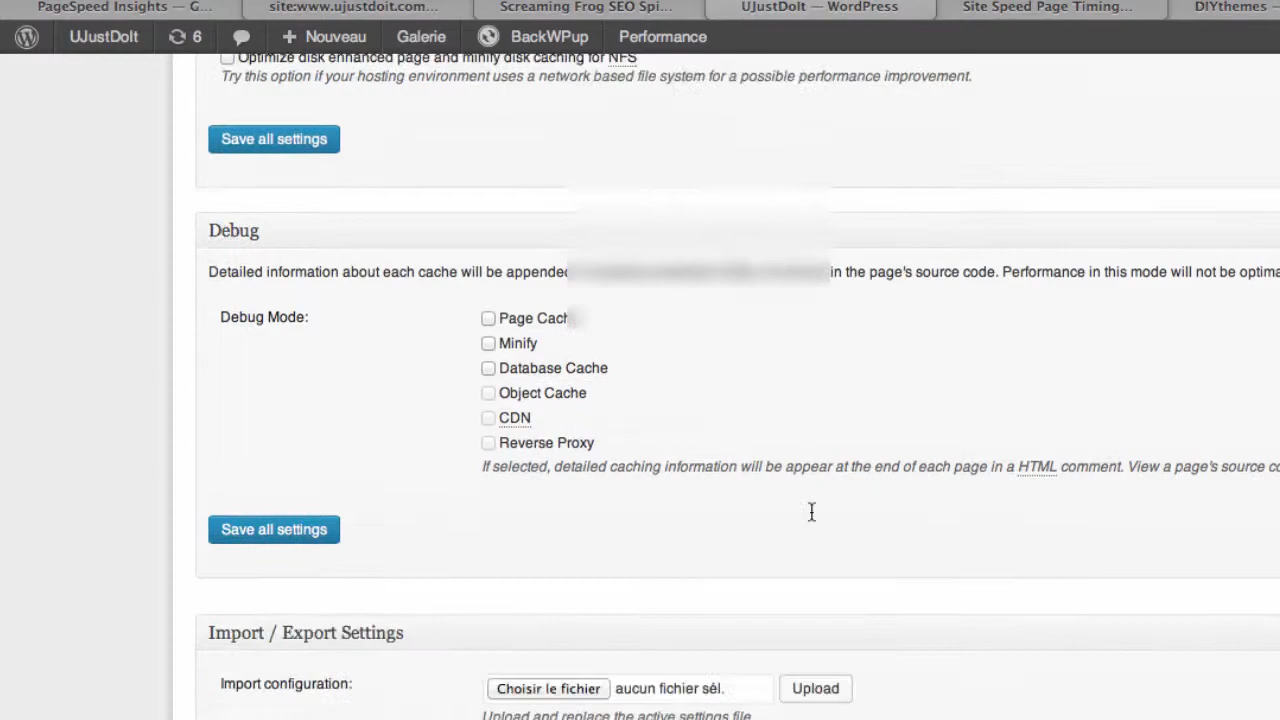 PageSpeed Insights — G...
site:www.ujustdoit.com...
Screaming Frog SEO Spi...
UJustDoIt — WordPress
Site Speed Page Timing...
DIYthemes —
UJustDoIt
6
+ Nouveau
Galerie
BackWPup
Performance
Optimize disk enhanced page and minify disk caching for NFS
Try this option if your hosting environment uses a network based file system for a possible performance improvement.
Save all settings
Debug
Detailed information about each cache will be appended in the page's source code. Performance in this mode will not be optima
Debug Mode:
Page Cach
Minify
Database Cache
Object Cache
CDN
Reverse Proxy
If selected, detailed caching information will be appear at the end of each page in a HTML comment. View a page's source co
Save all settings
Import / Export Settings
Import configuration:
Choisir le fichier aucun fichier sél.
Upload
Upload and replace the active settings file